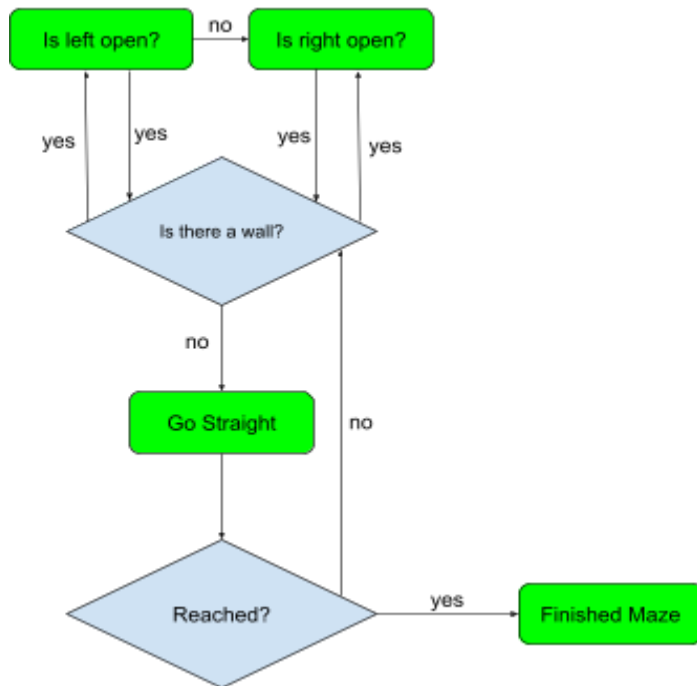 Is left open?
no
Is right open?
yes
yes
yes
yes
Is there a wall?
no
Go Straight
no
Reached?
yes
Finished Maze